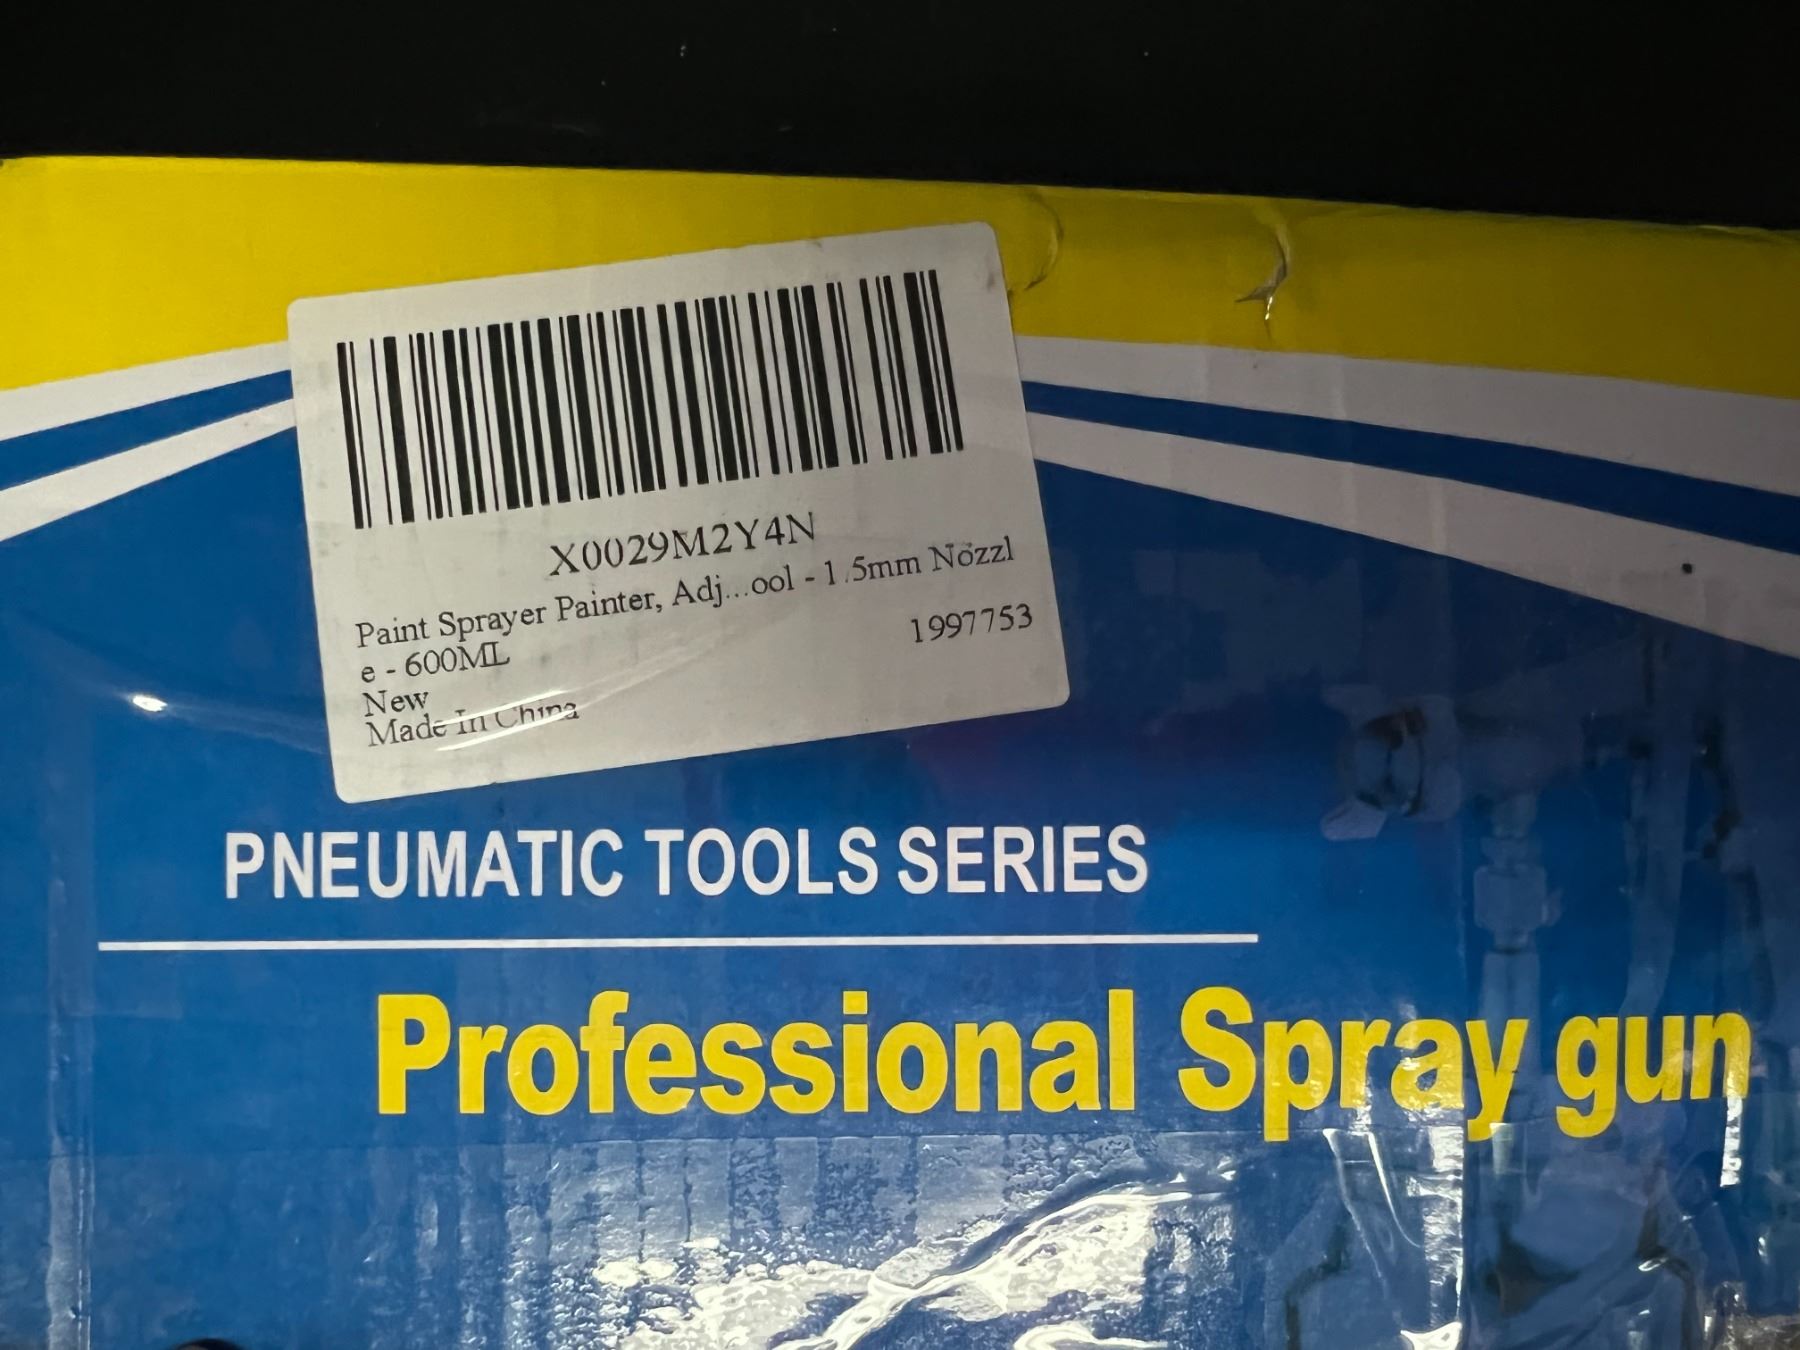 X0029M2Y4N
Paint Sprayer Painter, Adj...ool - 1.5mm Nozzl
e - 600ML
1997753
New
Made In China
PNEUMATIC TOOLS SERIES
Professional Spray gun